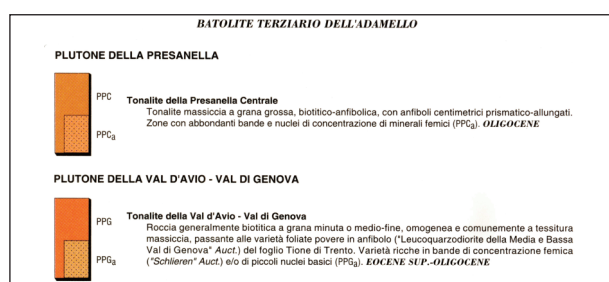 BATOLITE TERZIARIO DELL'ADAMELLO
PLUTONE DELLA PRESANELLA
PPC
Tonalite della Presanella Centrale
Tonalite massiccia a grana grossa, biotitico-anfibolica, con anfiboli centimetrici prismatico-allungati.
Zone con abbondanti bande e nuclei di concentrazione di minerali femici (PPCa). OLIGOCENE
PPCa
PLUTONE DELLA VAL D'AVIO - VAL DI GENOVA
PPG
Tonalite della Val d'Avio - Val di Genova
Roccia generalmente biotitica a grana minuta o medio-fine, omogenea e comunemente a tessitura
massiccia, passante alle varietà foliate povere in anfibolo ("Leucoquarzodiorite della Media e Bassa
Val di Genova" Auct.) del foglio Tione di Trento. Varietà ricche in bande di concentrazione femica
("Schlieren" Auct.) e/o di piccoli nuclei basici (PPGa). EOCENE SUP.-OLIGOCENE
PPGa